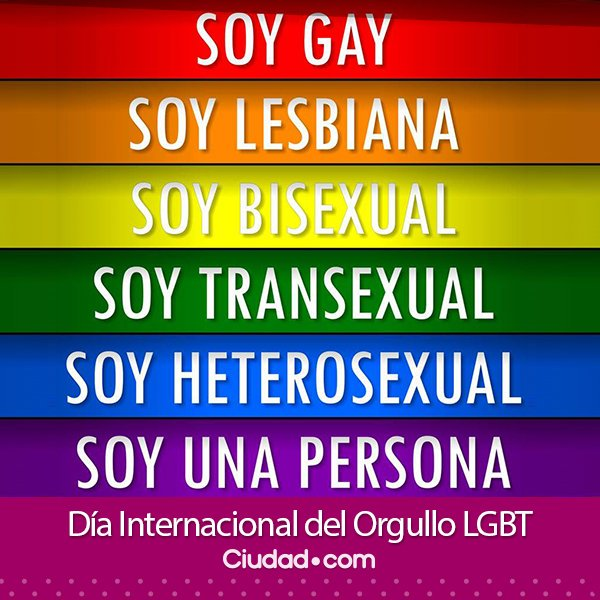 SOY GAY
SOY LESBIANA
SOY BISEXUAL
SOY TRANSEXUAL
SOY HETEROSEXUAL
SOY UNA PERSONA
Día Internacional del Orgullo LGBT
Ciudad•com